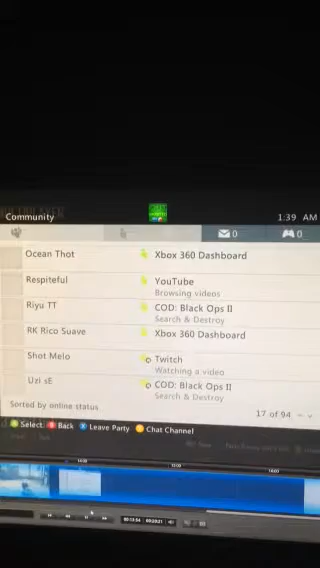 Community
1:39 AM
0
0
Ocean Thot
Xbox 360 Dashboard
Respiteful
YouTube
Browsing videos
Riyu TT
COD: Black Ops II
Search & Destroy
RK Rico Suave
Xbox 360 Dashboard
Shot Melo
Twitch
Watching a video
Uzi sE
COD: Black Ops II
Search & Destroy
Sorted by online status
17 of 94
A Select B Back X Leave Party Y Chat Channel